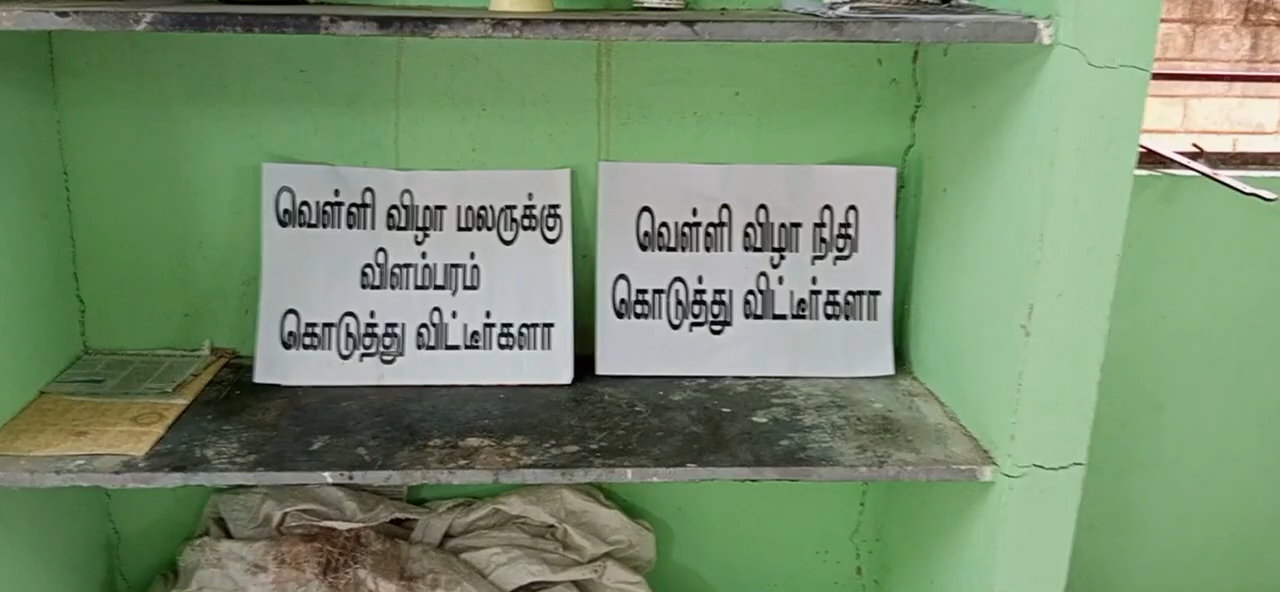 வெள்ளி விழா மலருக்கு
விளம்பரம்
கொடுத்து விட்டீர்களா
வெள்ளி விழா நிதி
கொடுத்து விட்டீர்களா